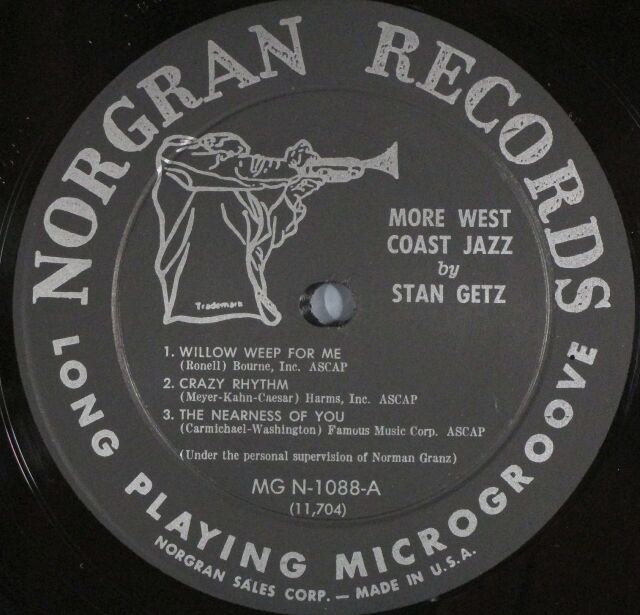 NORGRAN RECORDS
Trademark
MORE WEST
COAST JAZZ
by
STAN GETZ
1. WILLOW WEEP FOR ME
(Ronell) Bourne, Inc. ASCAP
2. CRAZY RHYTHM
(Meyer-Kahn-Caesar) Harms, Inc. ASCAP
3. THE NEARNESS OF YOU
(Carmichael-Washington) Famous Music Corp. ASCAP
(Under the personal supervision of Norman Granz)
MG N-1088-A
(11,704)
LONG PLAYING MICROGROOVE
NORGRAN SALES CORP. — MADE IN U.S.A.